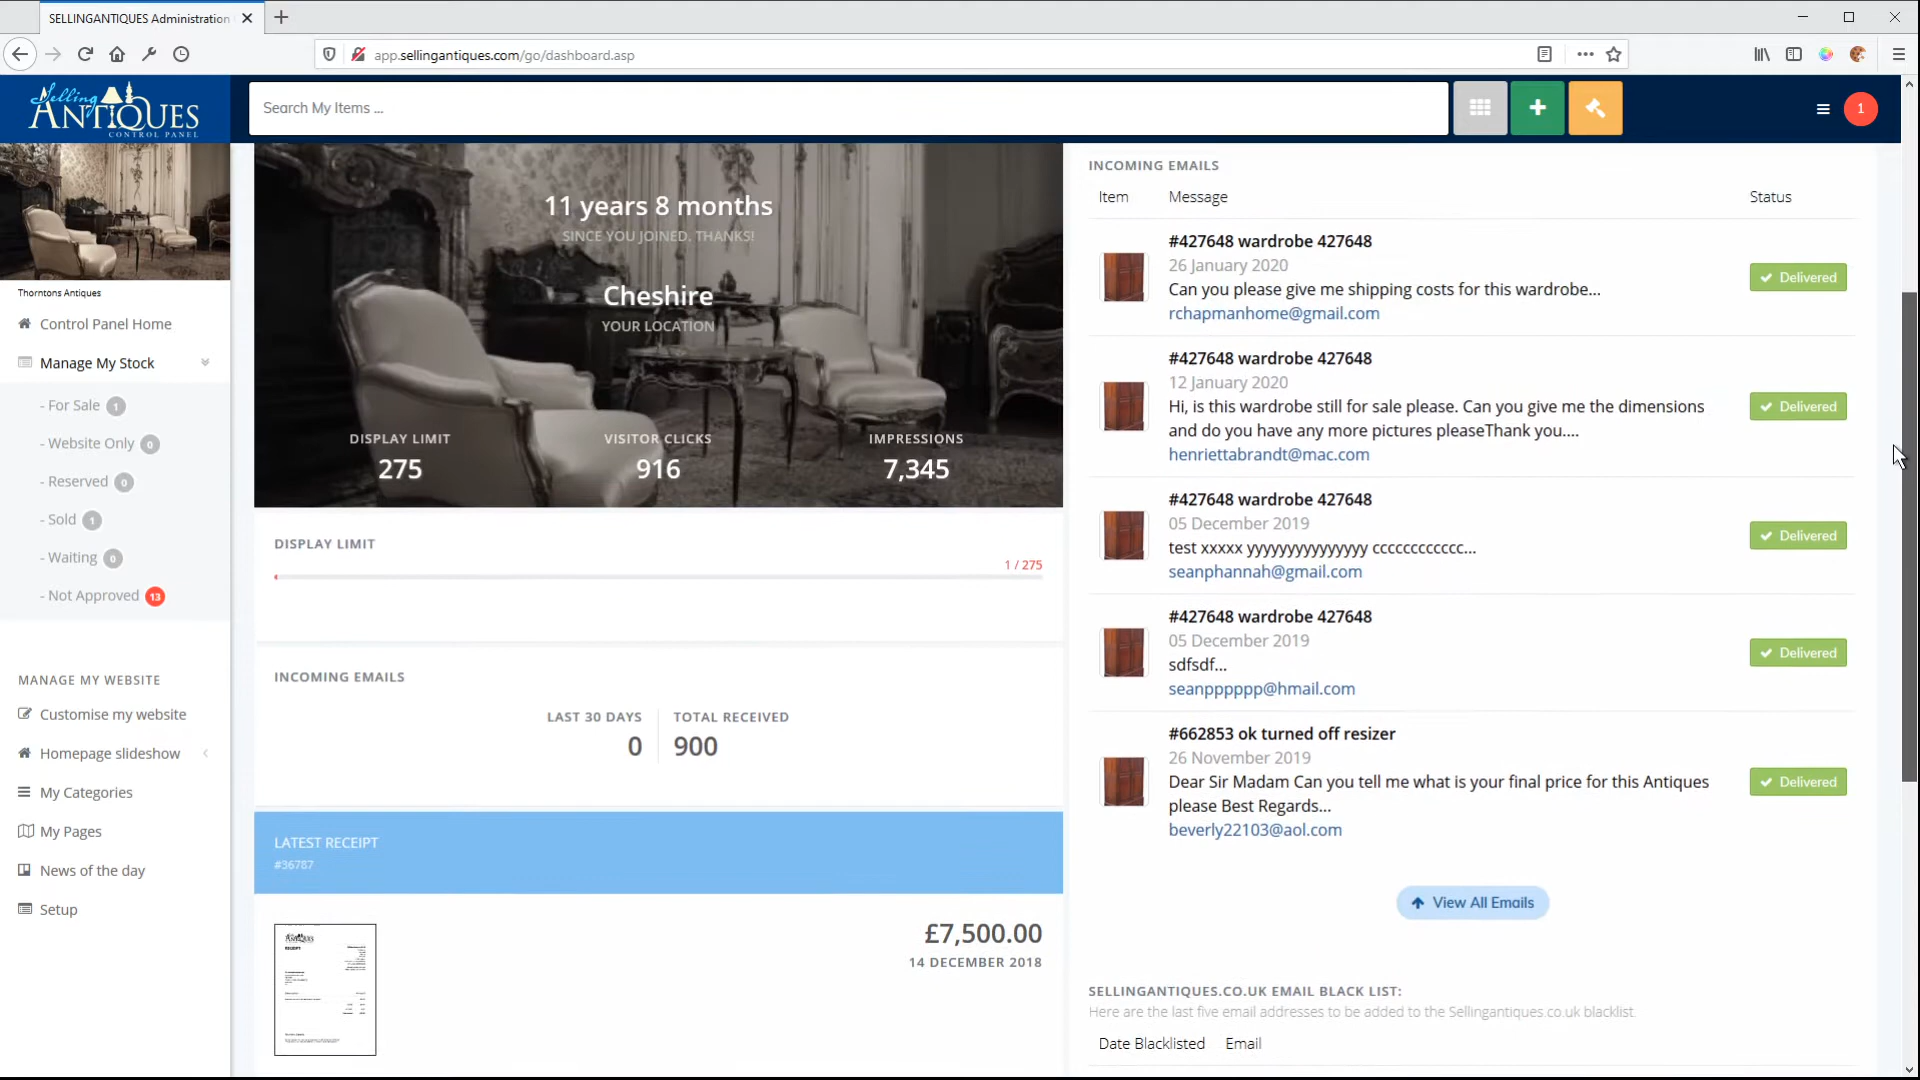 SELLINGANTIQUES Administration
app.sellingantiques.com/go/dashboard.asp
Selling
ANTIQUES
CONTROL PANEL
Search My Items ...
1
Thorntons Antiques
Control Panel Home
Manage My Stock
- For Sale 1
- Website Only 0
- Reserved 0
- Sold 1
- Waiting 0
- Not Approved 13
MANAGE MY WEBSITE
Customise my website
Homepage slideshow
My Categories
My Pages
News of the day
Setup
11 years 8 months
SINCE YOU JOINED. THANKS!
Cheshire
YOUR LOCATION
DISPLAY LIMIT VISITOR CLICKS IMPRESSIONS
275 916 7,345
DISPLAY LIMIT
1 / 275
INCOMING EMAILS
LAST 30 DAYS TOTAL RECEIVED
0 900
LATEST RECEIPT
#36787
ANTIQUES
RECEIPT
£7,500.00
14 DECEMBER 2018
INCOMING EMAILS
Item Message Status
#427648 wardrobe 427648
26 January 2020
Can you please give me shipping costs for this wardrobe...
rchapmanhome@gmail.com
Delivered
#427648 wardrobe 427648
12 January 2020
Hi, is this wardrobe still for sale please. Can you give me the dimensions
and do you have any more pictures pleaseThank you....
henriettabrandt@mac.com
Delivered
#427648 wardrobe 427648
05 December 2019
test xxxxx yyyyyyyyyyyyyyy cccccccccccc...
seanphannah@gmail.com
Delivered
#427648 wardrobe 427648
05 December 2019
sdfsdf...
seanpppppp@hmail.com
Delivered
#662853 ok turned off resizer
26 November 2019
Dear Sir Madam Can you tell me what is your final price for this Antiques
please Best Regards...
beverly22103@aol.com
Delivered
View All Emails
SELLINGANTIQUES.CO.UK EMAIL BLACK LIST:
Here are the last five email addresses to be added to the Sellingantiques.co.uk blacklist
Date Blacklisted Email